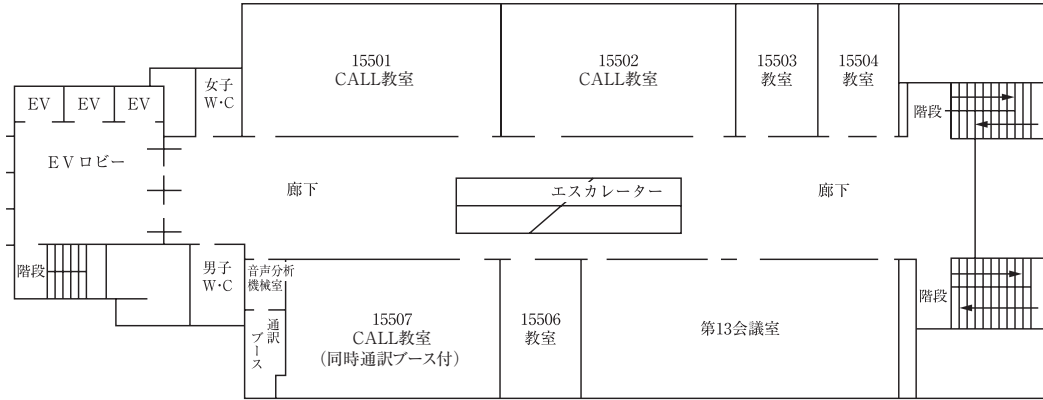 15501
CALL教室
15502
CALL教室
15503
教室
15504
教室
女子
W·C
EV
EV
EV
階段
EVロビー
廊下
エスカレーター
廊下
階段
男子
W·C
音声分析
機械室
通訳
ブース
15507
CALL教室
(同時通訳ブース付)
15506
教室
第13会議室
階段